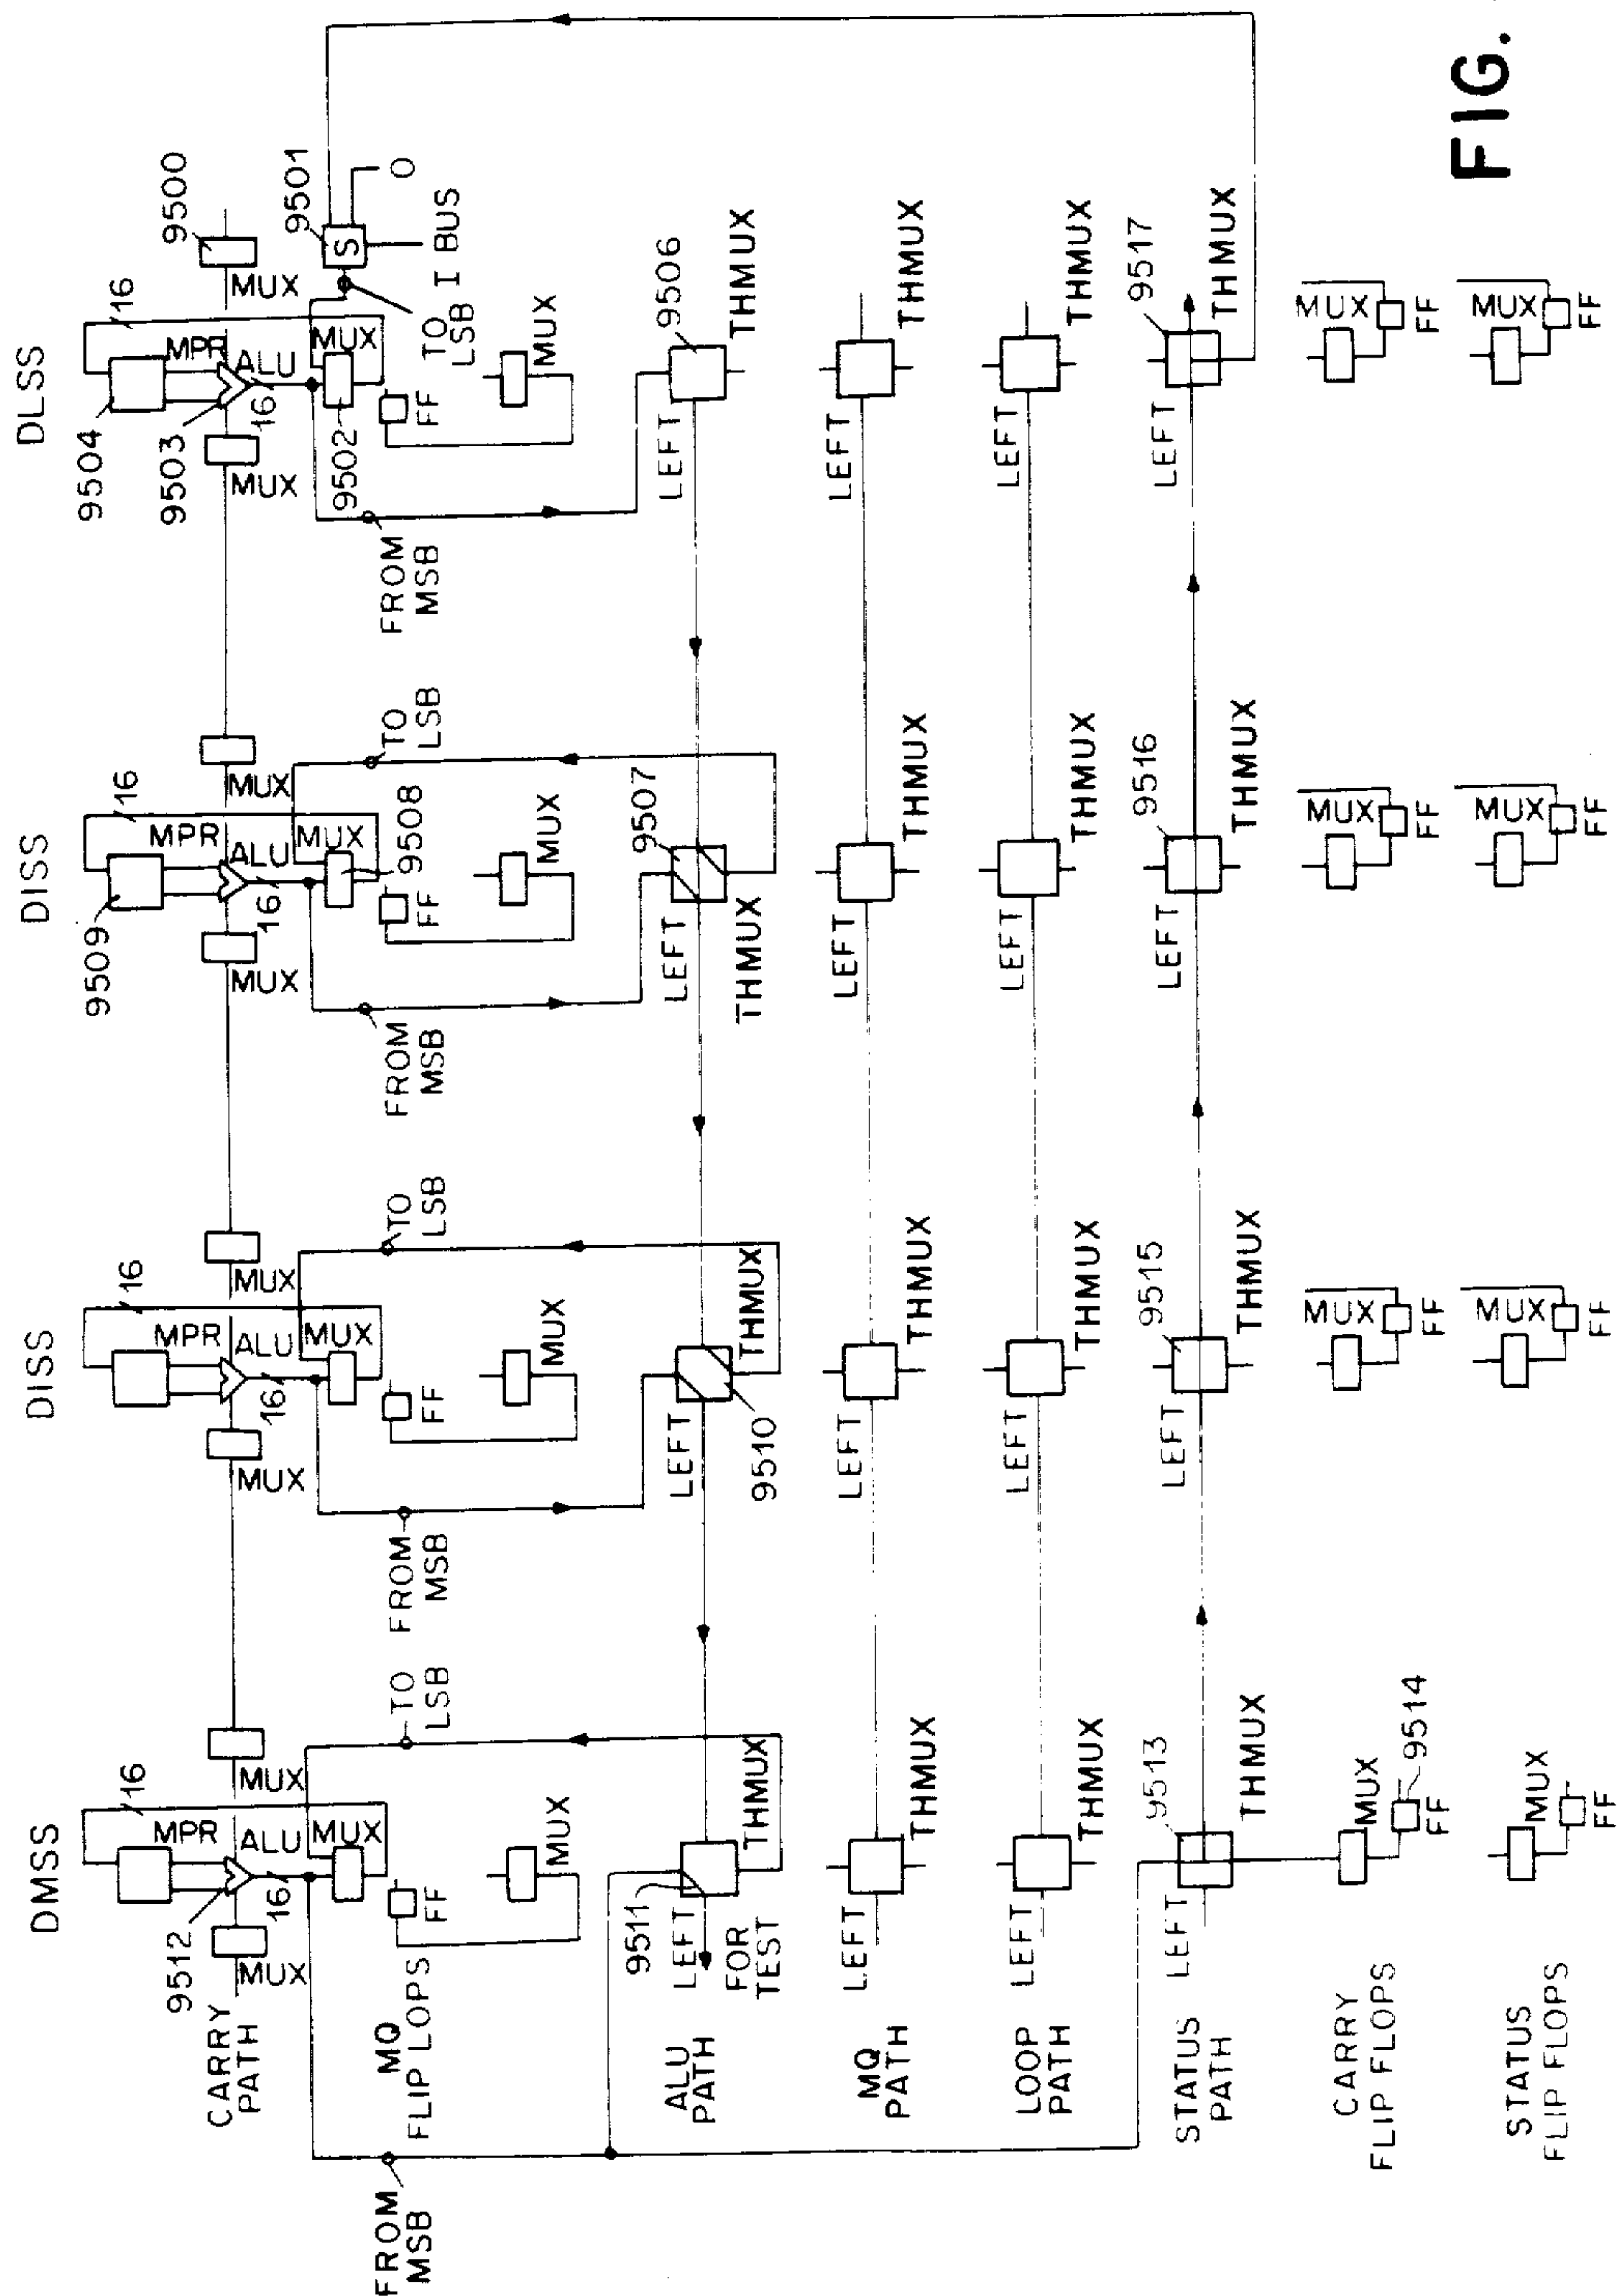 DMSS
DISS
DISS
DLSS
16
16
16
16
9509
9504
9503
9500
9512
MPR
MPR
MPR
MPR
ALU
ALU
ALU
ALU
MUX
MUX
MUX
MUX
MUX
MUX
MUX
MUX
16
16
16
16
MUX
MUX
MUX
MUX
9508
9502
9501
S
O
I BUS
CARRY
PATH
TO
LSB
TO
LSB
TO
LSB
TO
LSB
FROM
MSB
FROM
MSB
FROM
MSB
FROM
MSB
FF
FF
FF
FF
MUX
MUX
MUX
MUX
MQ
FLIP LOPS
9511
9510
9507
9506
LEFT
LEFT
LEFT
LEFT
THMUX
THMUX
THMUX
THMUX
FOR
TEST
ALU
PATH
LEFT
LEFT
LEFT
LEFT
THMUX
THMUX
THMUX
THMUX
MQ
PATH
LEFT
LEFT
LEFT
LEFT
THMUX
THMUX
THMUX
THMUX
LOOP
PATH
9513
9515
9516
9517
LEFT
LEFT
LEFT
LEFT
THMUX
THMUX
THMUX
THMUX
STATUS
PATH
MUX
MUX
MUX
MUX
9514
FF
FF
FF
FF
CARRY
FLIP FLOPS
MUX
MUX
MUX
MUX
FF
FF
FF
FF
STATUS
FLIP FLOPS
FIG.